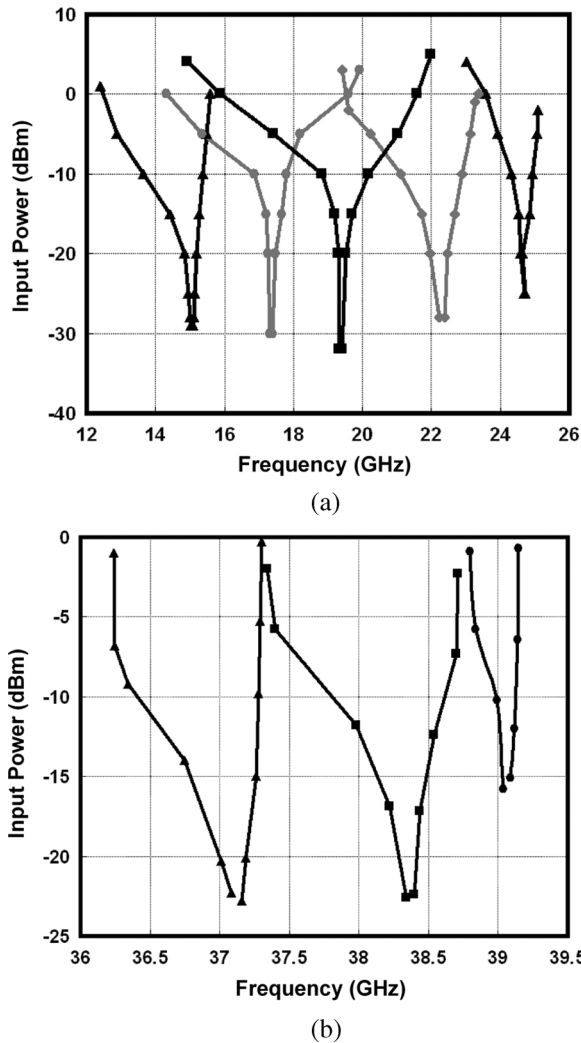 10
0
-10
-20
-30
-40
Input Power (dBm)
12 14 16 18 20 22 24 26
Frequency (GHz)
(a)
0
-5
-10
-15
-20
-25
Input Power (dBm)
36 36.5 37 37.5 38 38.5 39 39.5
Frequency (GHz)
(b)